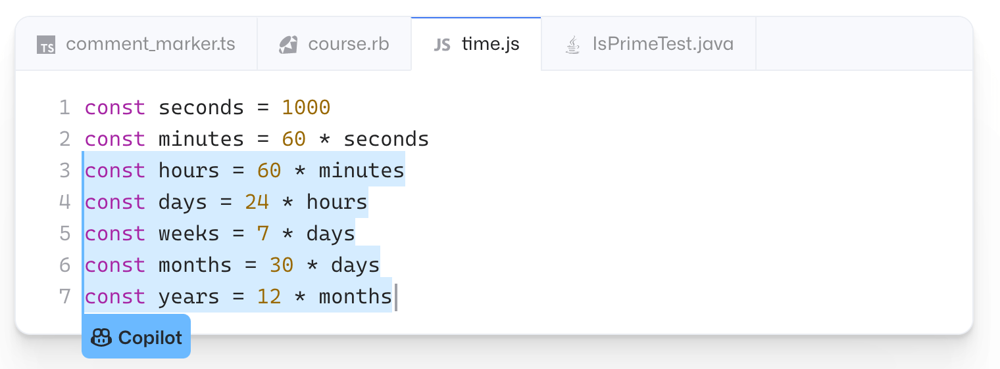 TS comment_marker.ts course.rb JS time.js IsPrimeTest.java
1 const seconds = 1000
2 const minutes = 60 * seconds
3 const hours = 60 * minutes
4 const days = 24 * hours
5 const weeks = 7 * days
6 const months = 30 * days
7 const years = 12 * months
Copilot